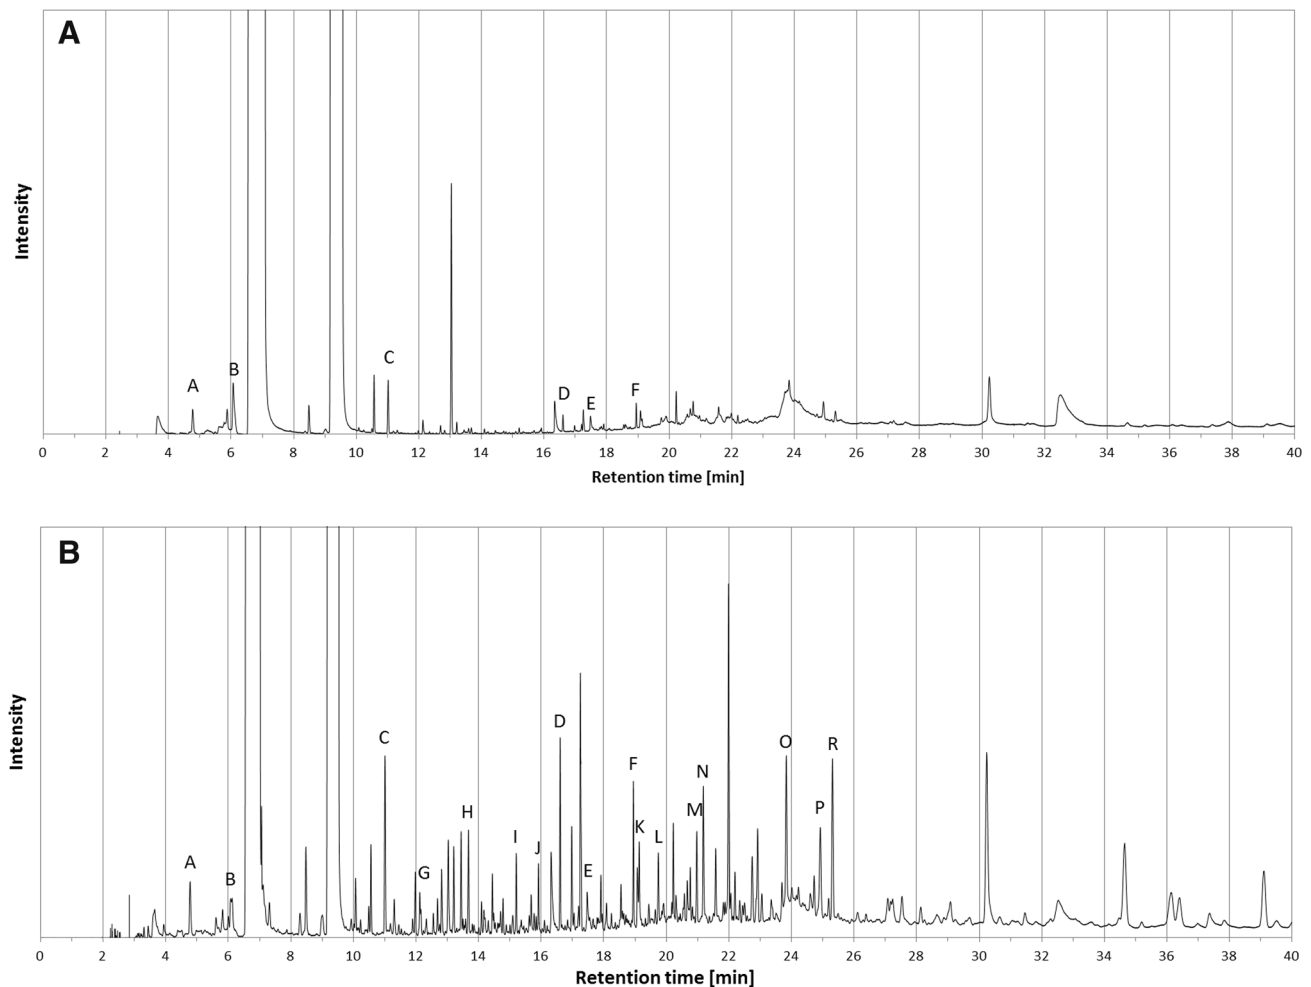 A
Intensity
A
B
C
D
E
F
0 2 4 6 8 10 12 14 16 18 20 22 24 26 28 30 32 34 36 38 40
Retention time [min]
B
Intensity
A
B
C
G
H
I
J
D
E
F
K
L
M
N
O
P
R
0 2 4 6 8 10 12 14 16 18 20 22 24 26 28 30 32 34 36 38 40
Retention time [min]